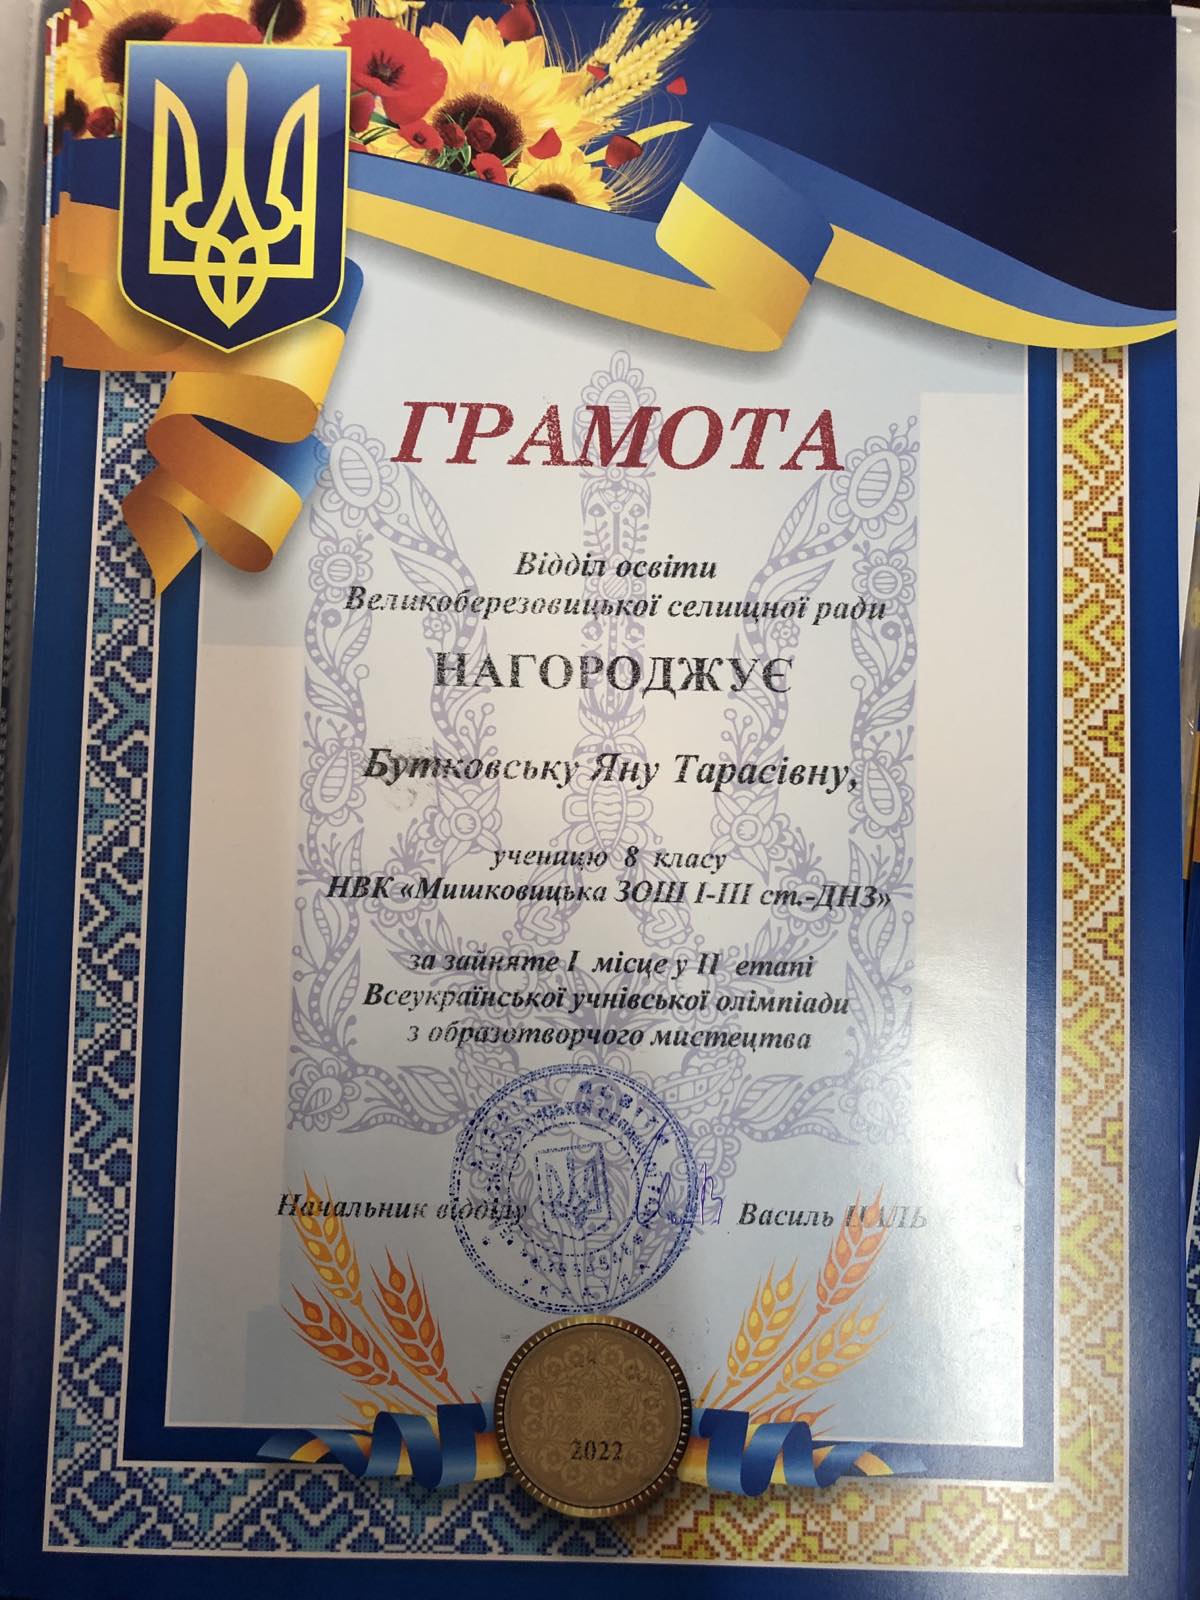 ГРАМОТА
Відділ освіти
Великоберезовицької селищної ради
НАГОРОДЖУЄ
Бутковську Яну Тарасівну,
ученицю 8 класу
НВК «Мишковицька ЗОШ І-ІІІ ст.-ДНЗ»
за зайняте І місце у ІІ етапі
Всеукраїнської учнівської олімпіади
з образотворчого мистецтва
Начальник відділу Василь
2022